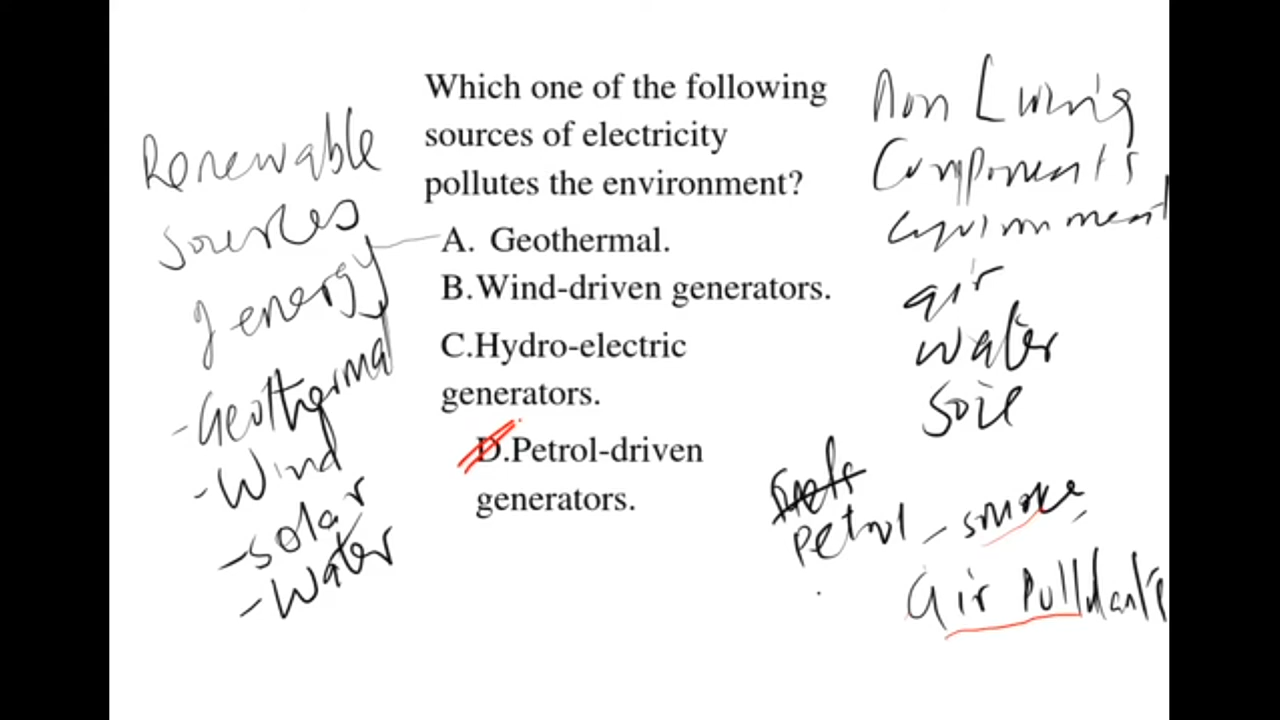 Which one of the following
sources of electricity
pollutes the environment?
A. Geothermal.
B.Wind-driven generators.
C.Hydro-electric
generators.
D.Petrol-driven
generators.
Renewable
sources
energy
-Geothermal
-Wind
-solar
-Water
Non Living
Components
environment
air
water
soil
petrol - smoke,
air Pollutants